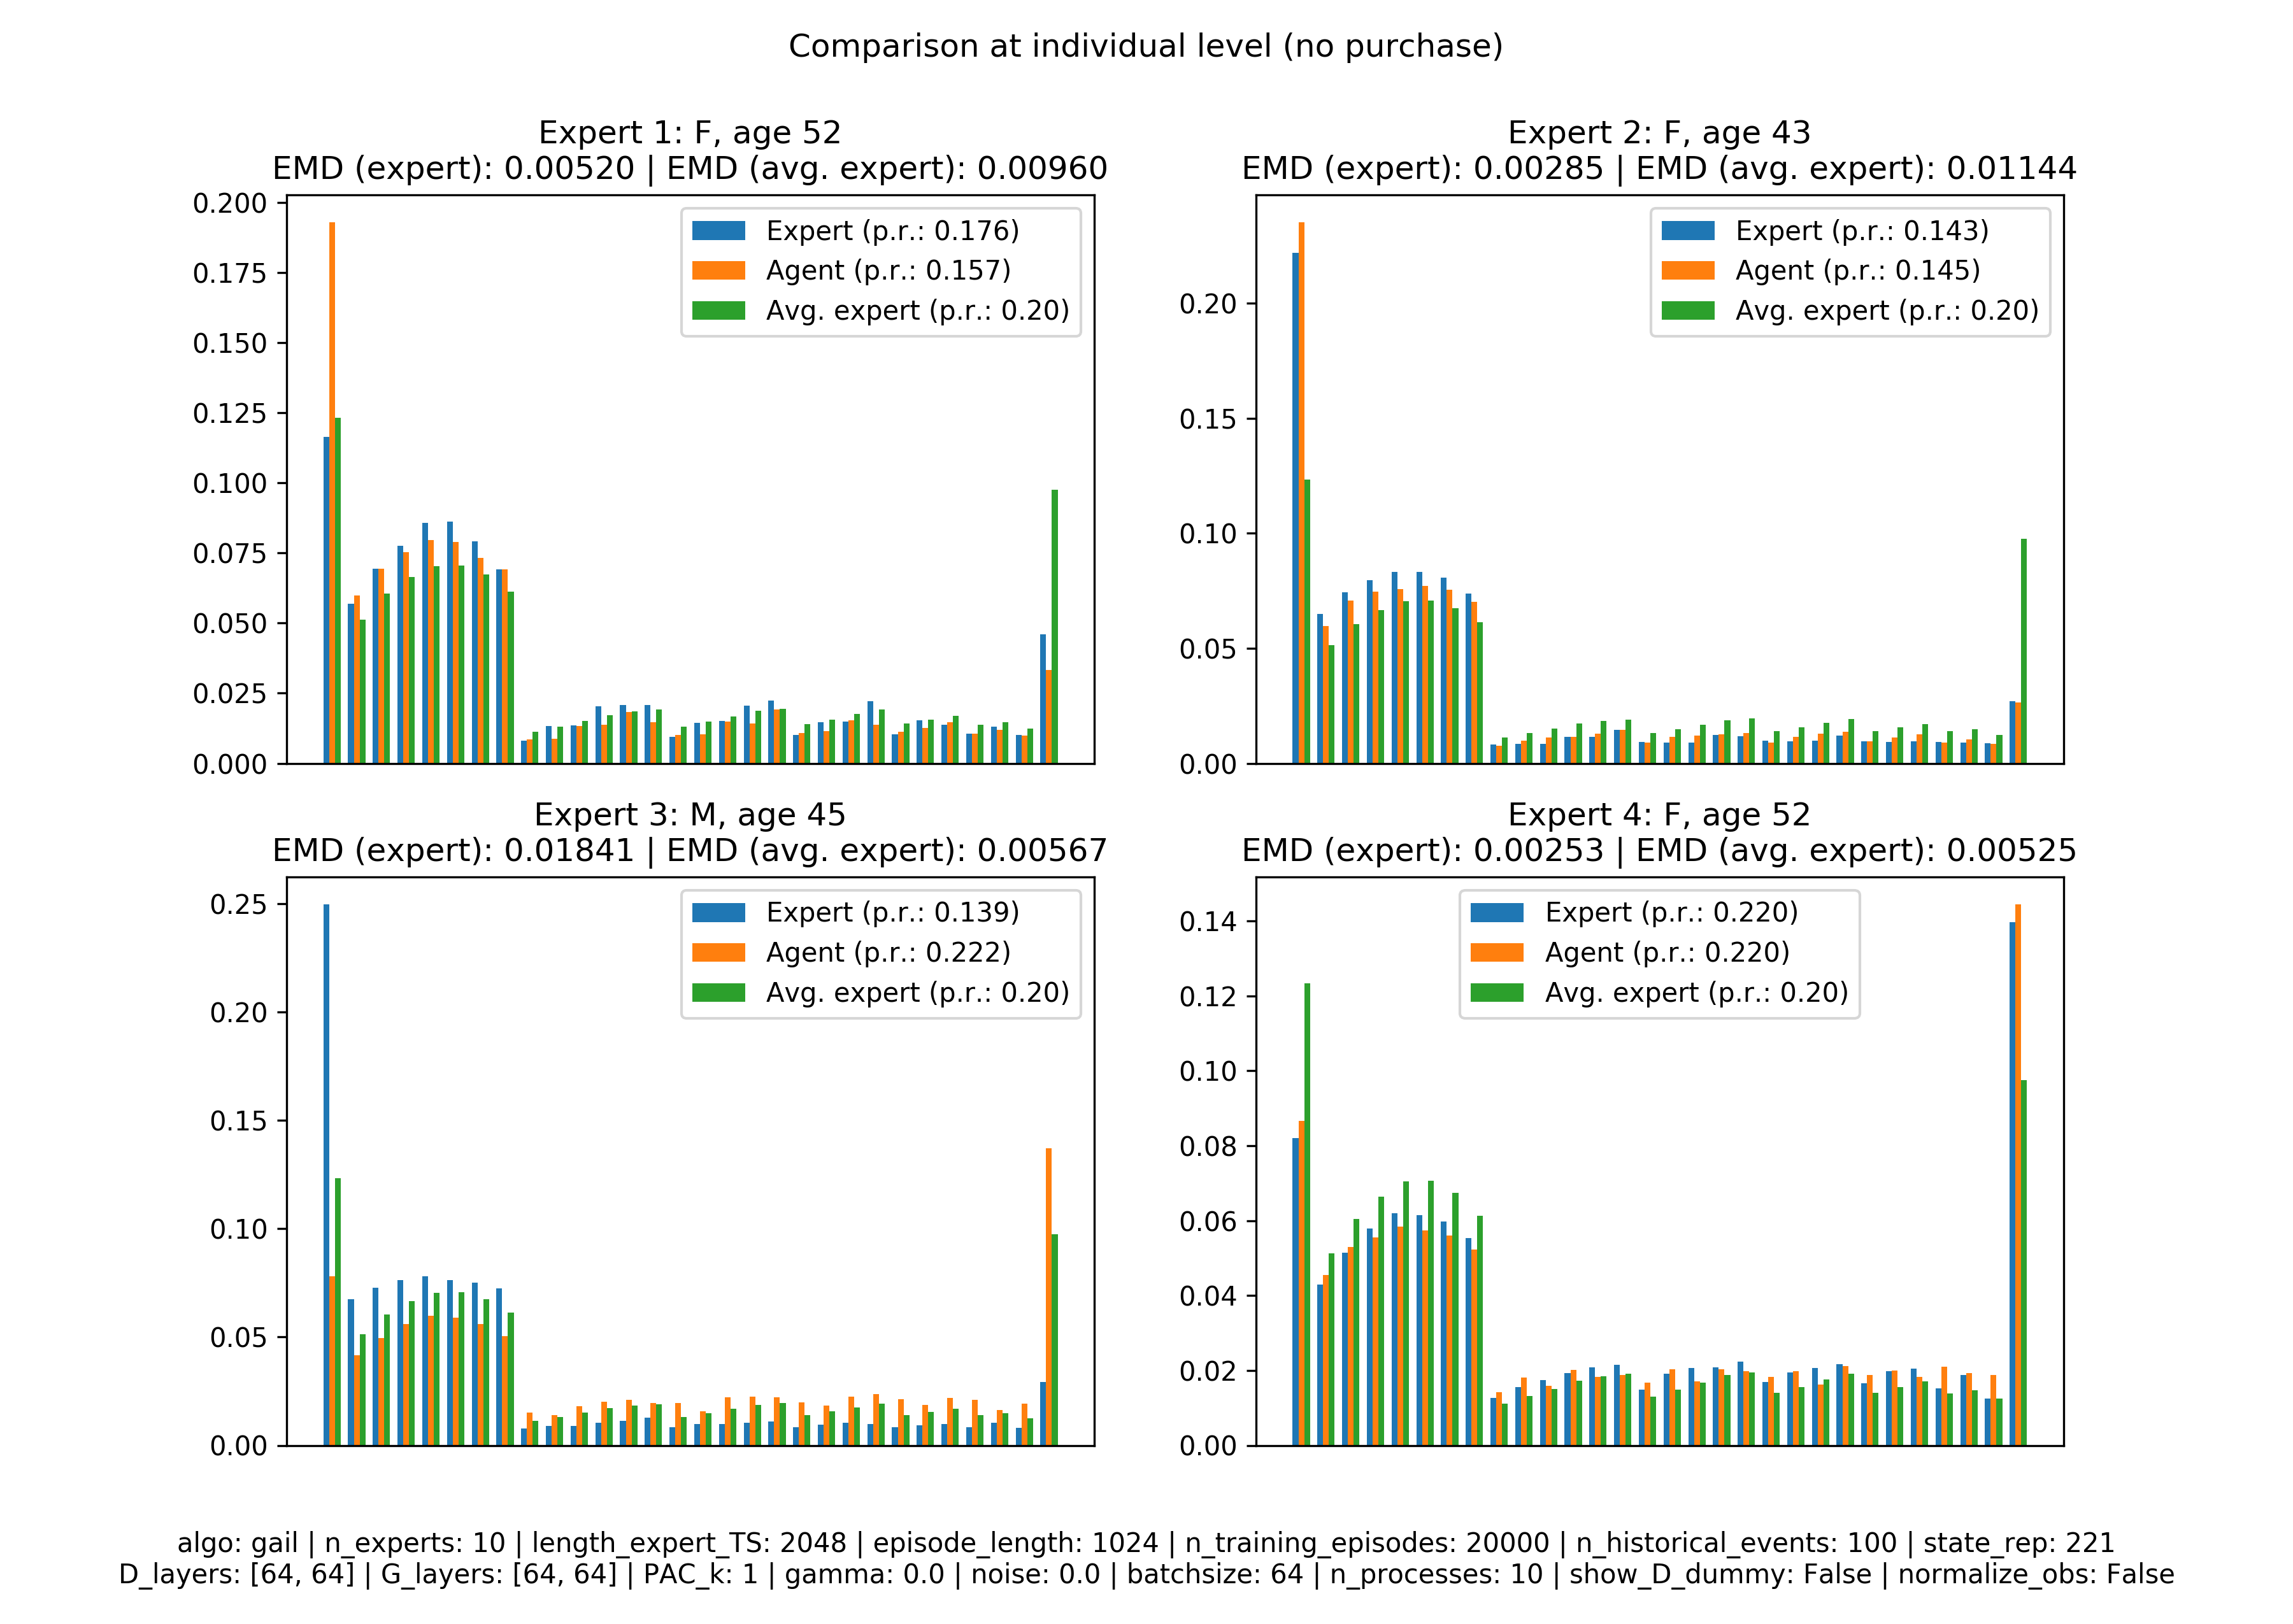 Comparison at individual level (no purchase)
Expert 1: F, age 52
EMD (expert): 0.00520 | EMD (avg. expert): 0.00960
0.200
0.175
0.150
0.125
0.100
0.075
0.050
0.025
0.000
Expert (p.r.: 0.176)
Agent (p.r.: 0.157)
Avg. expert (p.r.: 0.20)
Expert 2: F, age 43
EMD (expert): 0.00285 | EMD (avg. expert): 0.01144
0.20
0.15
0.10
0.05
0.00
Expert (p.r.: 0.143)
Agent (p.r.: 0.145)
Avg. expert (p.r.: 0.20)
Expert 3: M, age 45
EMD (expert): 0.01841 | EMD (avg. expert): 0.00567
0.25
0.20
0.15
0.10
0.05
0.00
Expert (p.r.: 0.139)
Agent (p.r.: 0.222)
Avg. expert (p.r.: 0.20)
Expert 4: F, age 52
EMD (expert): 0.00253 | EMD (avg. expert): 0.00525
0.14
0.12
0.10
0.08
0.06
0.04
0.02
0.00
Expert (p.r.: 0.220)
Agent (p.r.: 0.220)
Avg. expert (p.r.: 0.20)
algo: gail | n_experts: 10 | length_expert_TS: 2048 | episode_length: 1024 | n_training_episodes: 20000 | n_historical_events: 100 | state_rep: 221
D_layers: [64, 64] | G_layers: [64, 64] | PAC_k: 1 | gamma: 0.0 | noise: 0.0 | batchsize: 64 | n_processes: 10 | show_D_dummy: False | normalize_obs: False